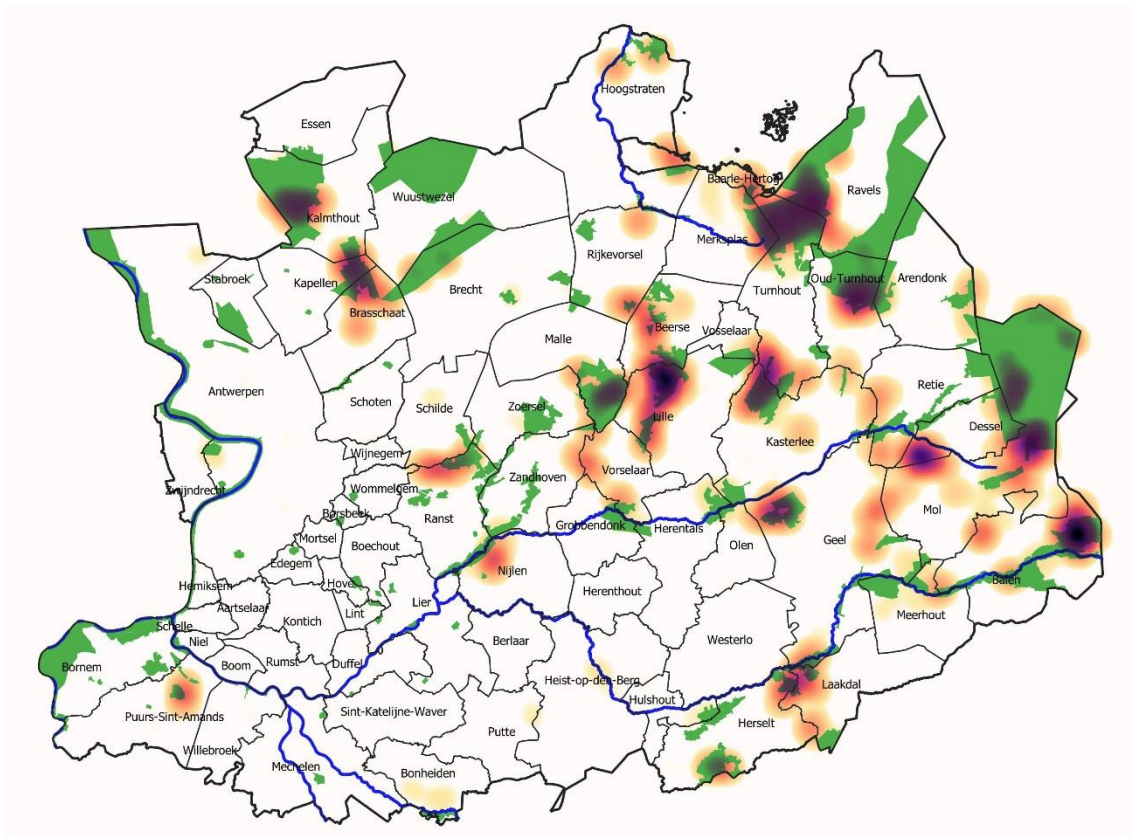 Hoogstraten
Essen
Baarle-Hertog
Ravels
Wuustwezel
Kalmthout
Merksplas
Rijkevorsel
Stabroek
Kapellen
Brecht
Turnhout
Oud-Turnhout
Arendonk
Brasschaat
Beerse
Vosselaar
Malle
Antwerpen
Schoten
Schilde
Zoersel
Lille
Retie
Kasterlee
Dessel
Wijnegem
Zwijndrecht
Wommelgem
Zandhoven
Vorselaar
Borsbeek
Ranst
Grobbendonk
Herentals
Mol
Mortsel
Boechout
Olen
Geel
Edegem
Nijlen
Hemiksem
Hove
Herenthout
Balen
Aartselaar
Lint
Lier
Meerhout
Schelle
Kontich
Niel
Berlaar
Westerlo
Bornem
Boom
Rumst
Duffel
Heist-op-den-Berg
Laakdal
Hulshout
Puurs-Sint-Amands
Sint-Katelijne-Waver
Herselt
Putte
Willebroek
Mechelen
Bonheiden